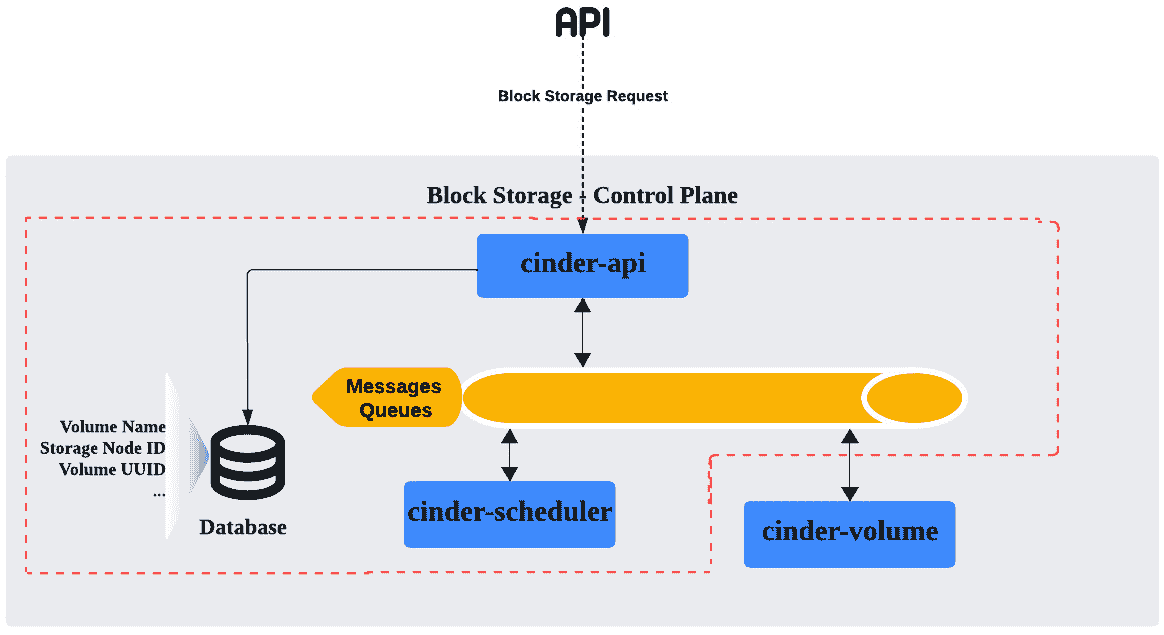 API
Block Storage Request
Block Storage - Control Plane
cinder-api
Messages
Queues
Volume Name
Storage Node ID
Volume UUID
...
Database
cinder-scheduler
cinder-volume